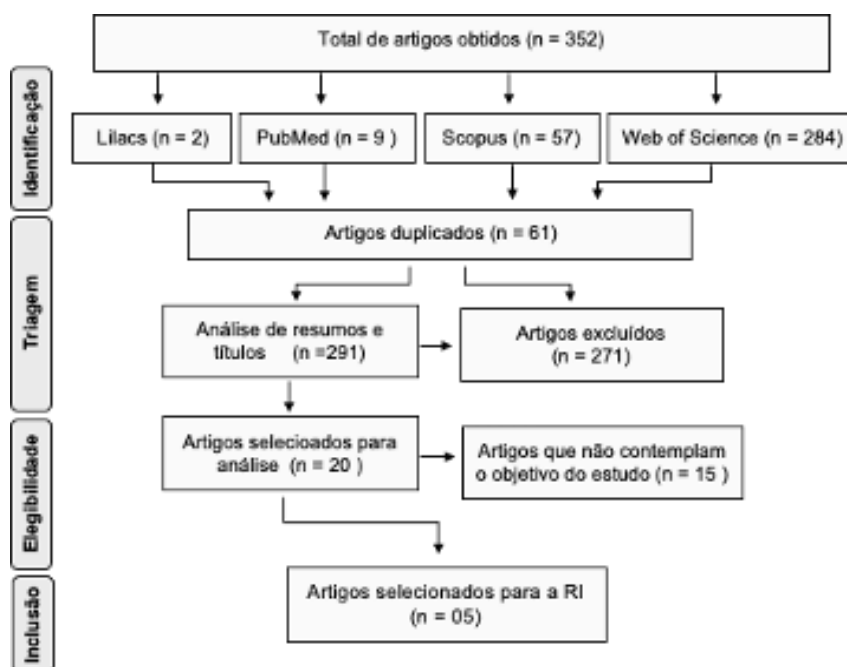 Total de artigos obtidos (n = 352)
Identificação
Lilacs (n = 2)
PubMed (n = 9 )
Scopus (n = 57)
Web of Science (n = 284)
Artigos duplicados (n = 61)
Triagem
Análise de resumos e
títulos (n =291)
Artigos excluídos
(n = 271)
Elegibilidade
Artigos selecioados para
análise (n = 20 )
Artigos que não contemplam
o objetivo do estudo (n = 15 )
Inclusão
Artigos selecionados para a RI
(n = 05)